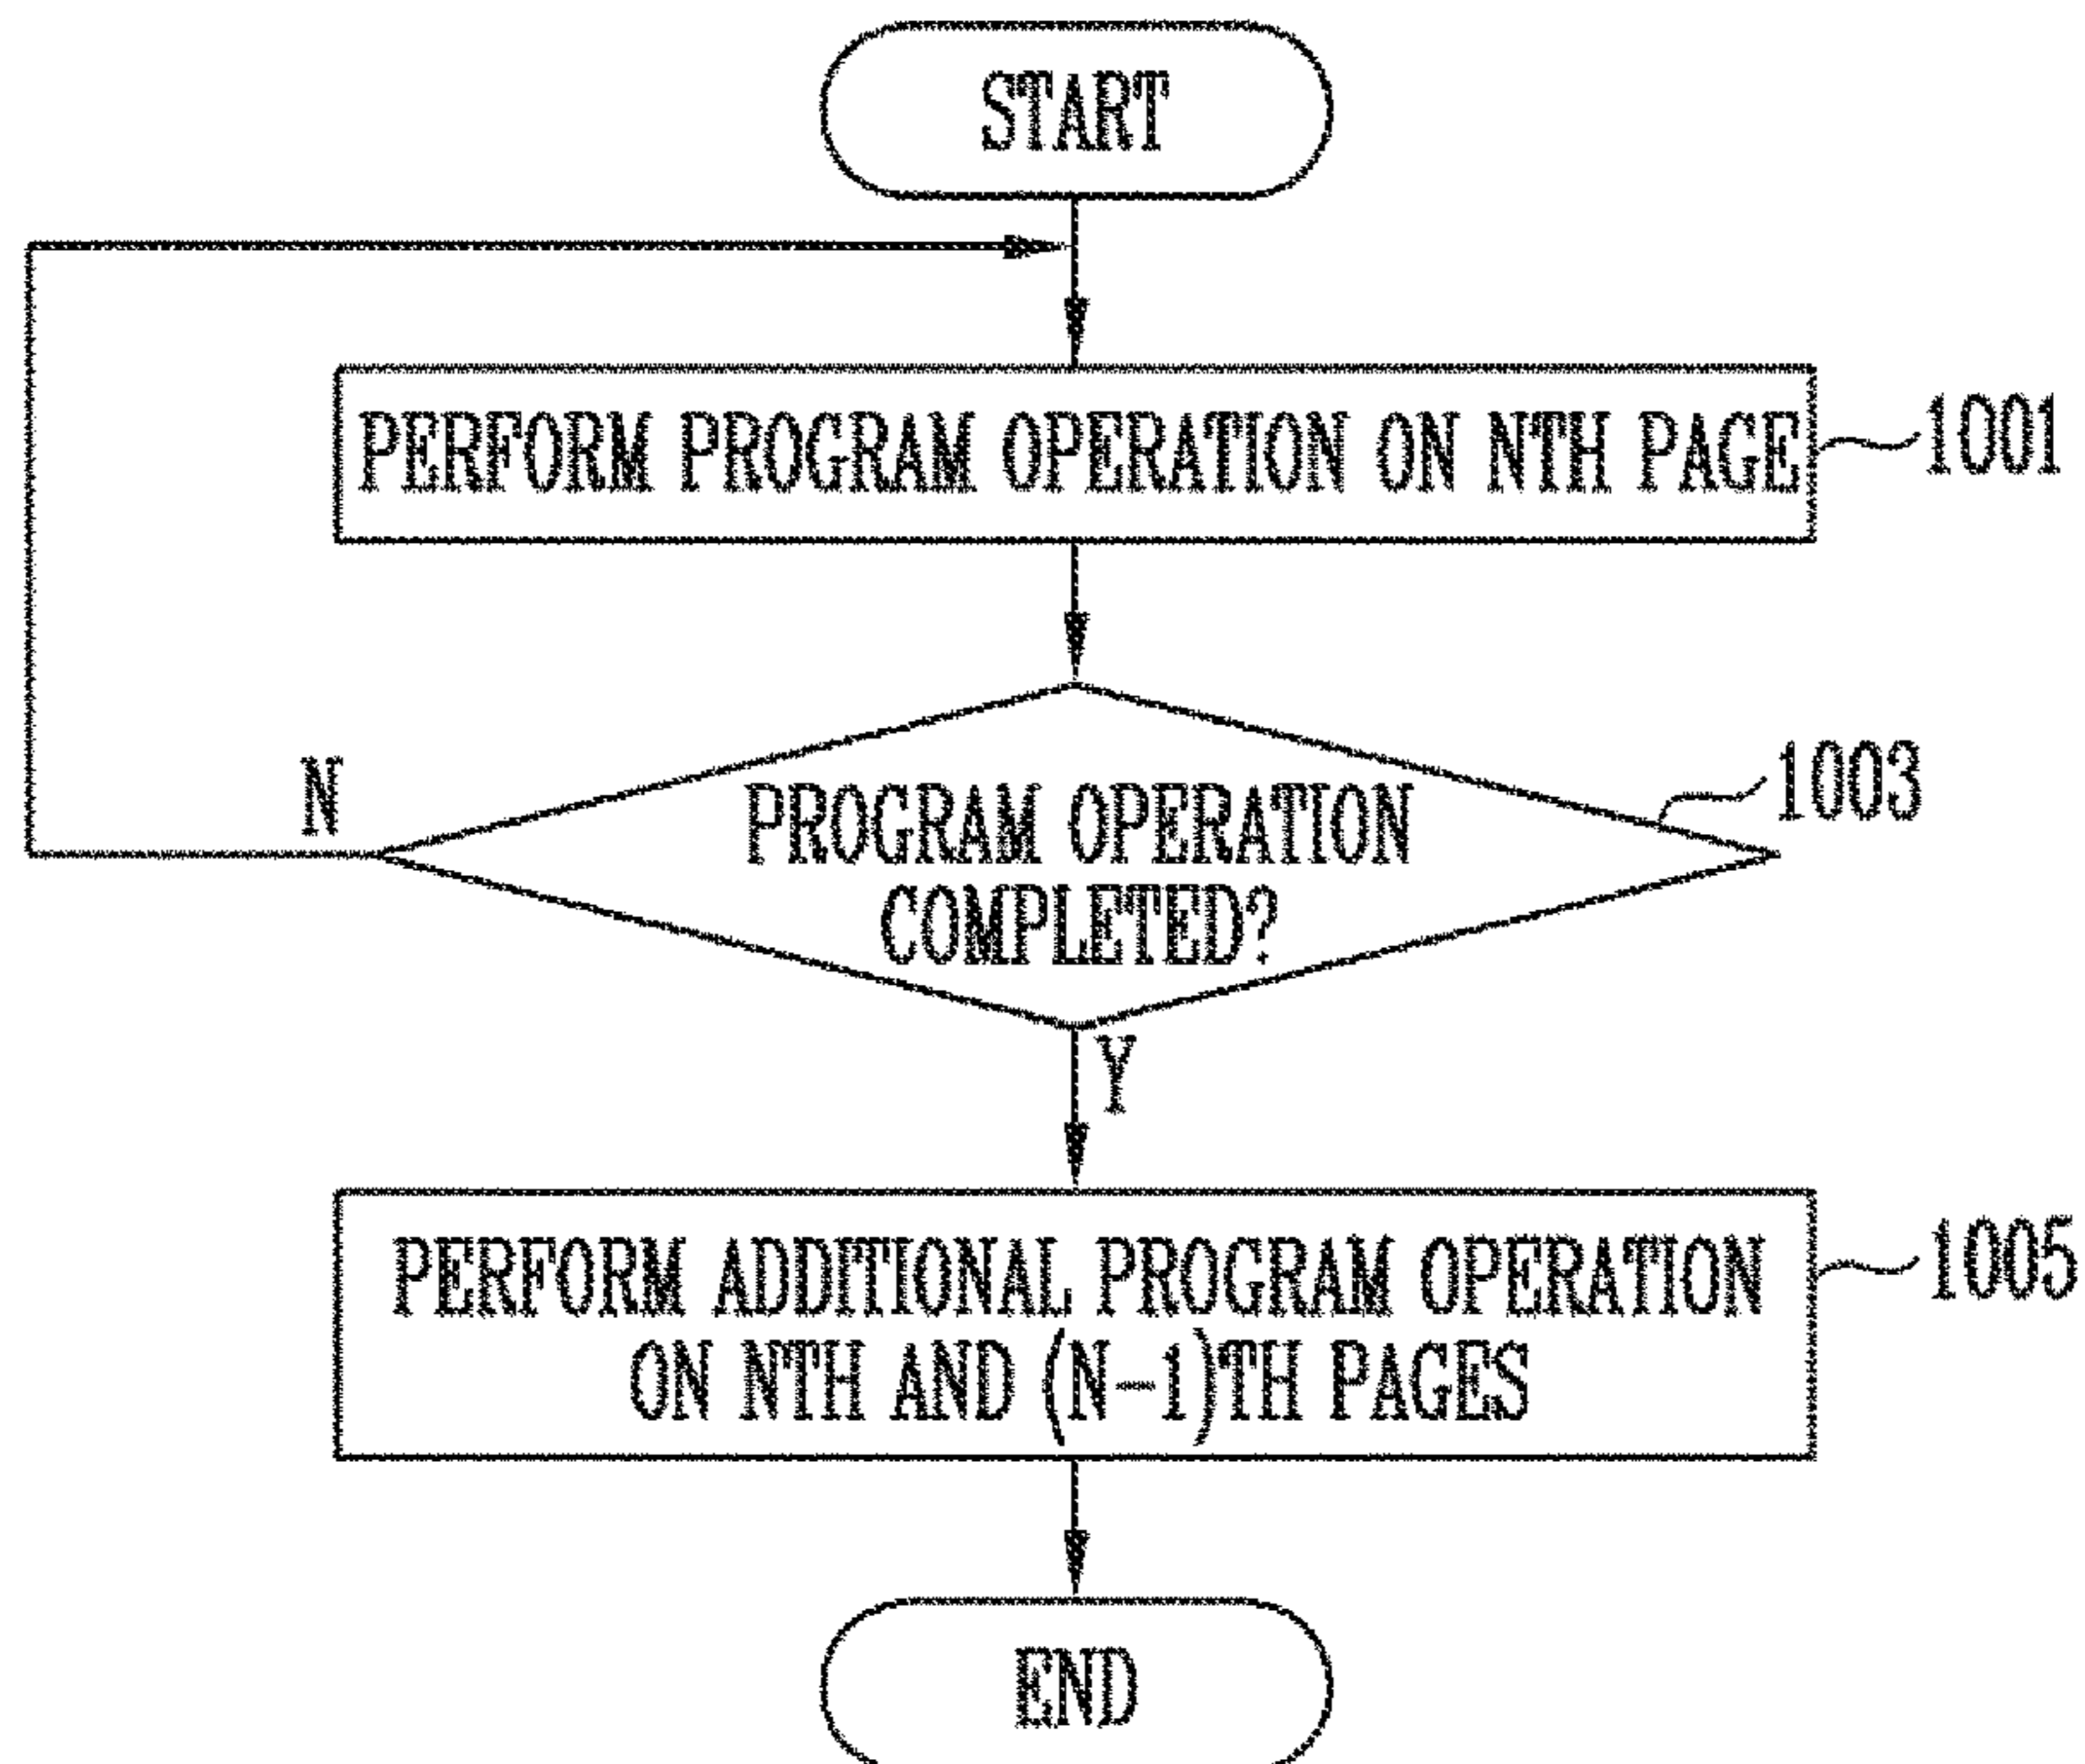 START
PERFORM PROGRAM OPERATION ON NTH PAGE
1001
N
PROGRAM OPERATION
COMPLETED?
1003
Y
PERFORM ADDITIONAL PROGRAM OPERATION
ON NTH AND (N-1)TH PAGES
1005
END